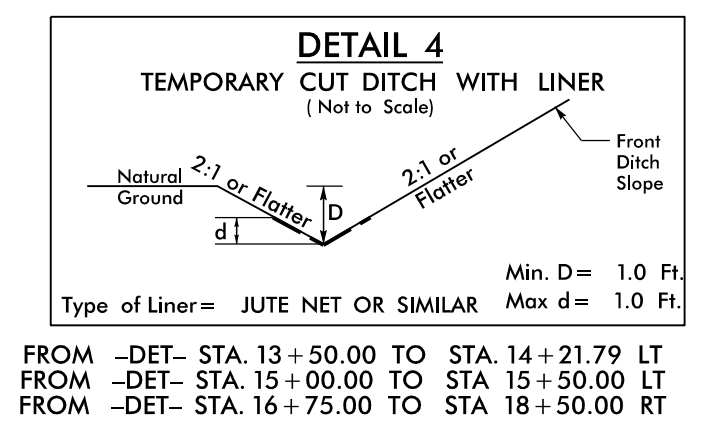 DETAIL 4
TEMPORARY CUT DITCH WITH LINER
( Not to Scale)
Natural
Ground
2:1 or Flatter
D
d
2:1 or
Flatter
Front
Ditch
Slope
Min. D = 1.0 Ft.
Type of Liner = JUTE NET OR SIMILAR
Max d = 1.0 Ft.
FROM –DET– STA. 13 + 50.00 TO STA. 14 + 21.79 LT
FROM –DET– STA. 15 + 00.00 TO STA 15 + 50.00 LT
FROM –DET– STA. 16 + 75.00 TO STA 18 + 50.00 RT